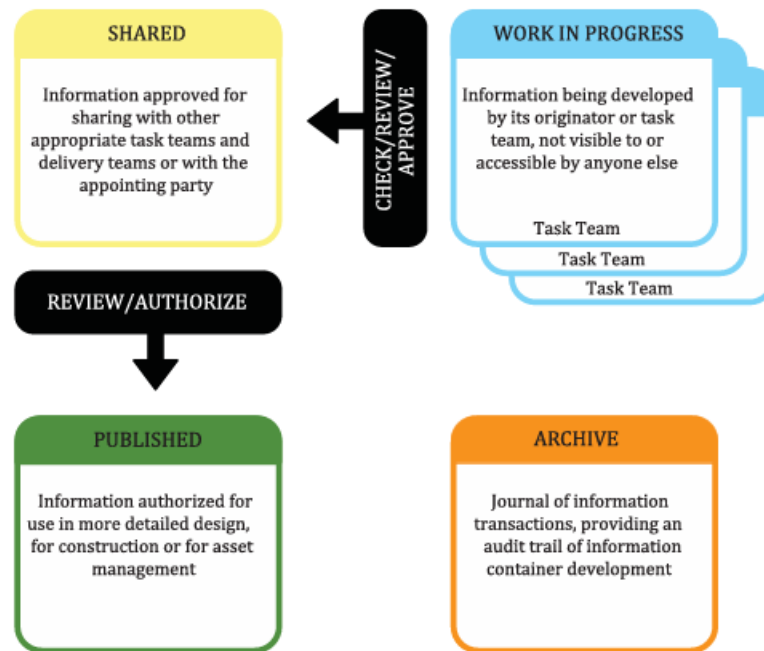 SHARED
Information approved for
sharing with other
appropriate task teams and
delivery teams or with the
appointing party
CHECK/REVIEW/
APPROVE
WORK IN PROGRESS
Information being developed
by its originator or task
team, not visible to or
accessible by anyone else
Task Team
Task Team
Task Team
REVIEW/AUTHORIZE
PUBLISHED
Information authorized for
use in more detailed design,
for construction or for asset
management
ARCHIVE
Journal of information
transactions, providing an
audit trail of information
container development